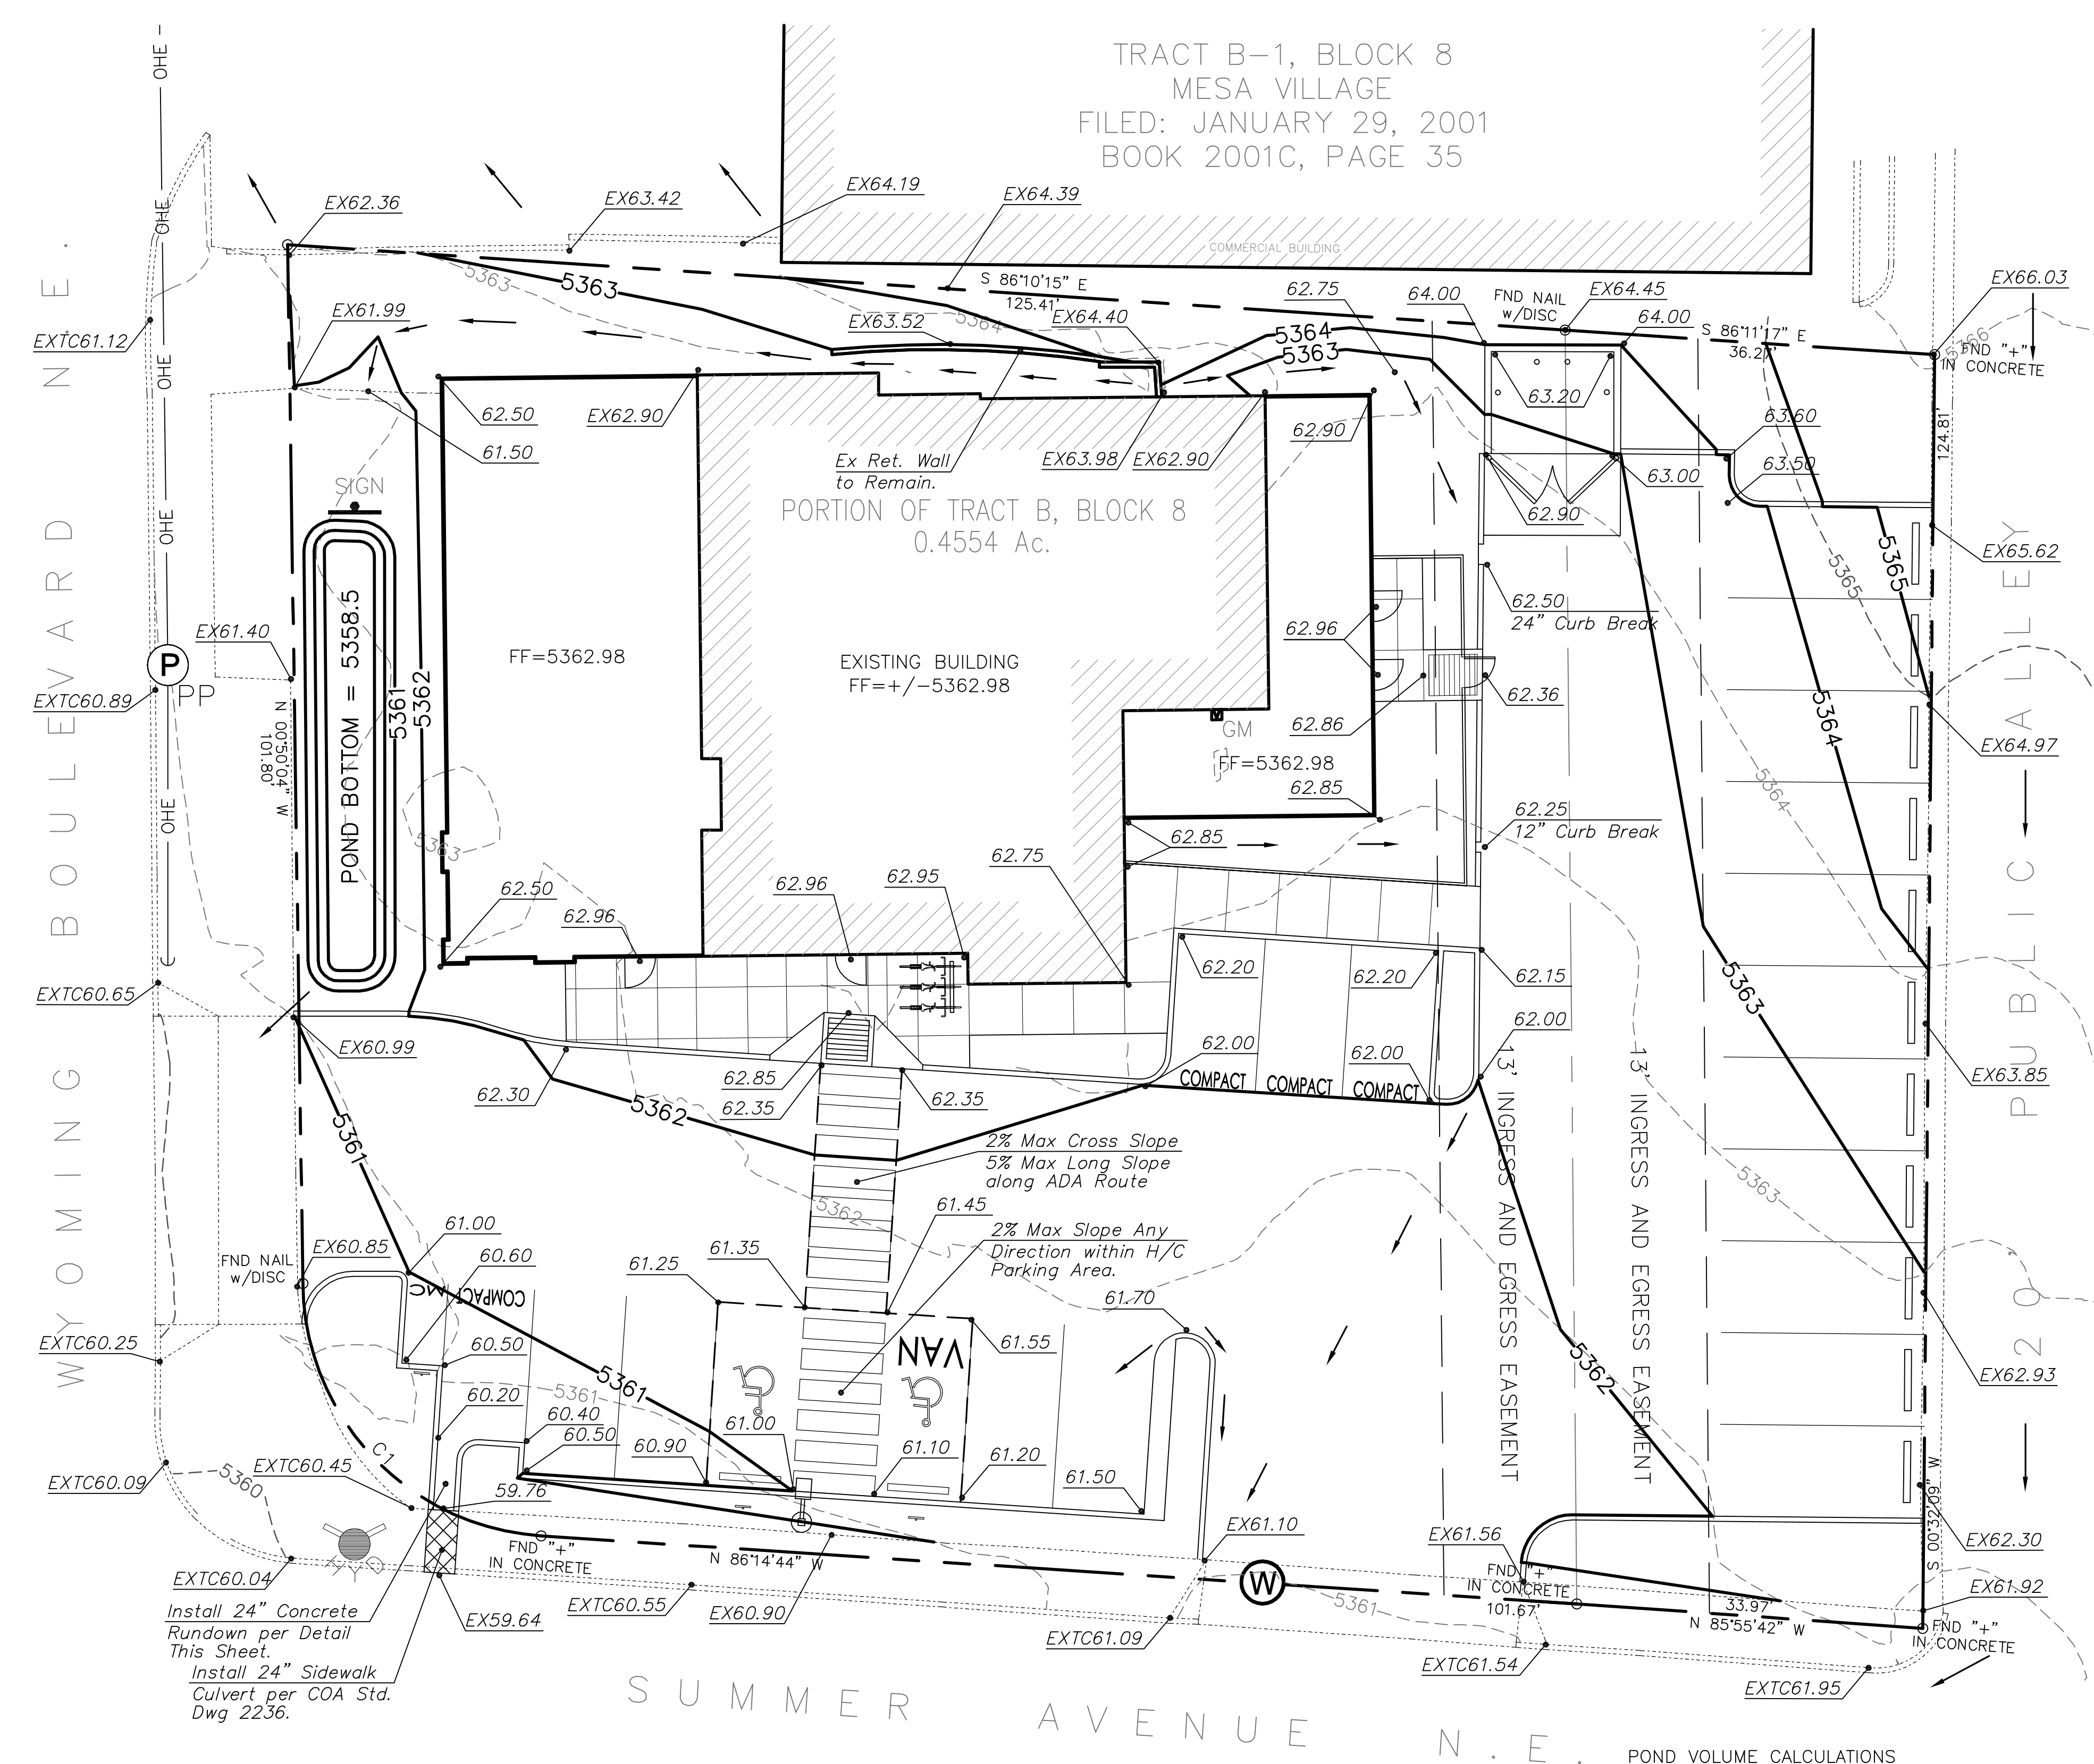 OHE
TRACT B-1, BLOCK 8
MESA VILLAGE
FILED: JANUARY 29, 2001
BOOK 2001C, PAGE 35
COMMERCIAL BUILDING
EX62.36
EX63.42
EX64.19
EX64.39
OHE
5363
5363
S 86°10'15" E
125.41'
62.75
64.00
FND NAIL
w/DISC
EX64.45
64.00
S 86°11'17" E
36.27'
EX66.03
FND "+"
IN CONCRETE
EXTC61.12
EX61.99
EX63.52
5364
EX64.40
5364
5363
OHE
62.50
EX62.90
61.50
Ex Ret. Wall
to Remain.
EX63.98
EX62.90
62.90
63.20
63.60
63.50
63.00
62.90
124.81'
SIGN
PORTION OF TRACT B, BLOCK 8
0.4554 Ac.
OHE
EX65.62
5365
5365
62.50
24" Curb Break
EX61.40
POND BOTTOM = 5358.5
5361
5362
FF=5362.98
EXISTING BUILDING
FF=+/-5362.98
62.96
62.86
62.36
P
PP
EXTC60.89
N 00°50'04" W
101.80'
GM
FF=5362.98
62.85
5364
EX64.97
OHE
5363
5364
62.25
12" Curb Break
62.85
62.75
62.50
62.96
62.96
62.95
62.20
62.20
62.15
5363
EXTC60.65
EX60.99
62.00
62.00
62.00
62.30
62.85
62.35
62.35
COMPACT
COMPACT
COMPACT
EX63.85
5362
5361
2% Max Cross Slope
5% Max Long Slope
along ADA Route
5363
13' INGRESS AND EGRESS EASEMENT
13' INGRESS AND EGRESS EASEMENT
5362
61.00
61.45
2% Max Slope Any
Direction within H/C
Parking Area.
FND NAIL
w/DISC
EX60.85
60.60
61.25
61.35
61.70
COMPACT
MC
VAN
61.55
EXTC60.25
60.50
5361
5361
5362
EX62.93
60.20
60.40
60.50
60.90
61.00
61.10
61.20
61.50
C1
EXTC60.45
EXTC60.09
5360
59.76
EX61.10
EX61.56
EX62.30
S 00°32'09" W
FND "+"
IN CONCRETE
N 86°14'44" W
W
FND "+"
IN CONCRETE
101.67'
33.97'
N 85°55'42" W
EX61.92
FND "+"
IN CONCRETE
EXTC60.04
EX59.64
EXTC60.55
EX60.90
5361
EXTC61.09
EXTC61.54
EXTC61.95
Install 24" Concrete
Rundown per Detail
This Sheet.
Install 24" Sidewalk
Culvert per COA Std.
Dwg 2236.
WYOMING BOULEVARD N.E.
20' PUBLIC ALLEY
SUMMER AVENUE N.E.
POND VOLUME CALCULATIONS